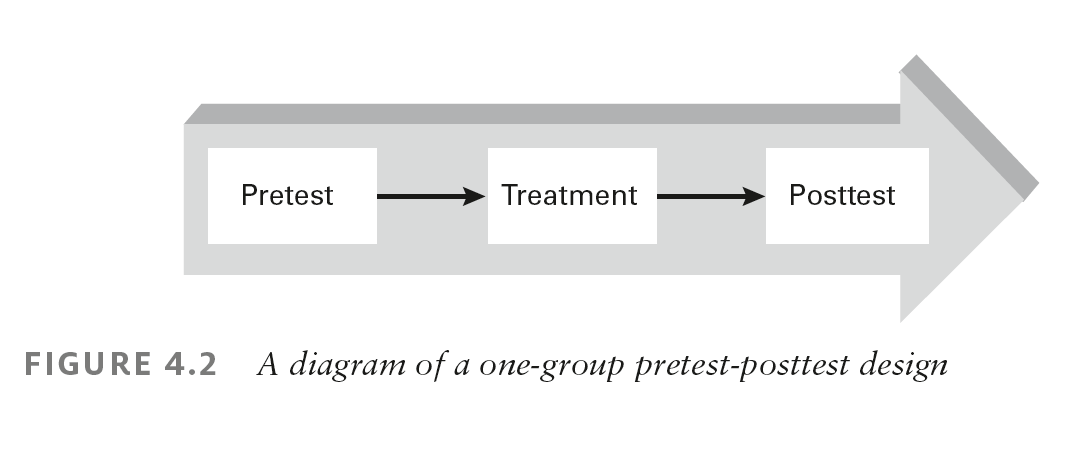 Pretest
Treatment
Posttest
FIGURE 4.2 A diagram of a one-group pretest-posttest design